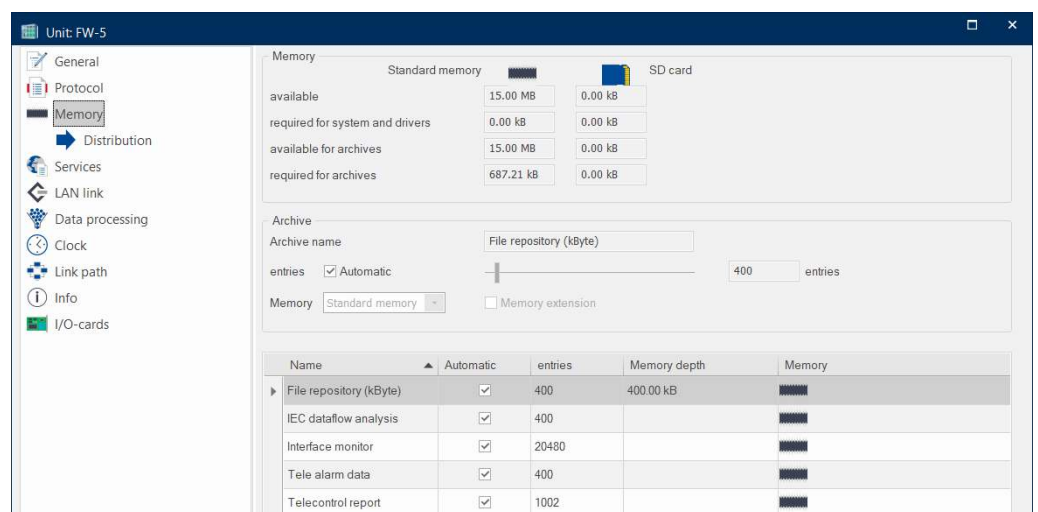 Unit: FW-5
General
Protocol
Memory
Distribution
Services
LAN link
Data processing
Clock
Link path
Info
I/O-cards
Memory
Standard memory SD card
available 15.00 MB 0.00 kB
required for system and drivers 0.00 kB 0.00 kB
available for archives 15.00 MB 0.00 kB
required for archives 687.21 kB 0.00 kB
Archive
Archive name File repository (kByte)
entries Automatic 400 entries
Memory Standard memory Memory extension
Name Automatic entries Memory depth Memory
File repository (kByte) 400 400.00 kB
IEC dataflow analysis 400
Interface monitor 20480
Tele alarm data 400
Telecontrol report 1002